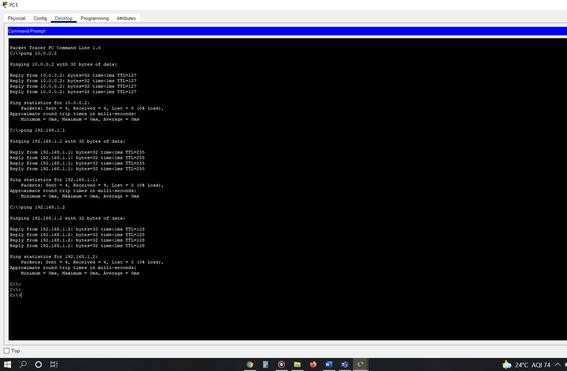 PC1
Physical Config Desktop Programming Attributes
Command Prompt
Packet Tracer PC Command Line 1.0
C:\>ping 10.0.0.2
Pinging 10.0.0.2 with 32 bytes of data:
Reply from 10.0.0.2: bytes=32 time<1ms TTL=127
Reply from 10.0.0.2: bytes=32 time<1ms TTL=127
Reply from 10.0.0.2: bytes=32 time<1ms TTL=127
Reply from 10.0.0.2: bytes=32 time<1ms TTL=127
Ping statistics for 10.0.0.2:
Packets: Sent = 4, Received = 4, Lost = 0 (0% loss),
Approximate round trip times in milli-seconds:
Minimum = 0ms, Maximum = 0ms, Average = 0ms
C:\>ping 192.168.1.1
Pinging 192.168.1.1 with 32 bytes of data:
Reply from 192.168.1.1: bytes=32 time<1ms TTL=255
Reply from 192.168.1.1: bytes=32 time<1ms TTL=255
Reply from 192.168.1.1: bytes=32 time<1ms TTL=255
Reply from 192.168.1.1: bytes=32 time<1ms TTL=255
Ping statistics for 192.168.1.1:
Packets: Sent = 4, Received = 4, Lost = 0 (0% loss),
Approximate round trip times in milli-seconds:
Minimum = 0ms, Maximum = 0ms, Average = 0ms
C:\>ping 192.168.1.2
Pinging 192.168.1.2 with 32 bytes of data:
Reply from 192.168.1.2: bytes=32 time<1ms TTL=128
Reply from 192.168.1.2: bytes=32 time<1ms TTL=128
Reply from 192.168.1.2: bytes=32 time<1ms TTL=128
Reply from 192.168.1.2: bytes=32 time<1ms TTL=128
Ping statistics for 192.168.1.2:
Packets: Sent = 4, Received = 4, Lost = 0 (0% loss),
Approximate round trip times in milli-seconds:
Minimum = 0ms, Maximum = 0ms, Average = 0ms
C:\>
C:\>
C:\>
Top
24°C AQI 74